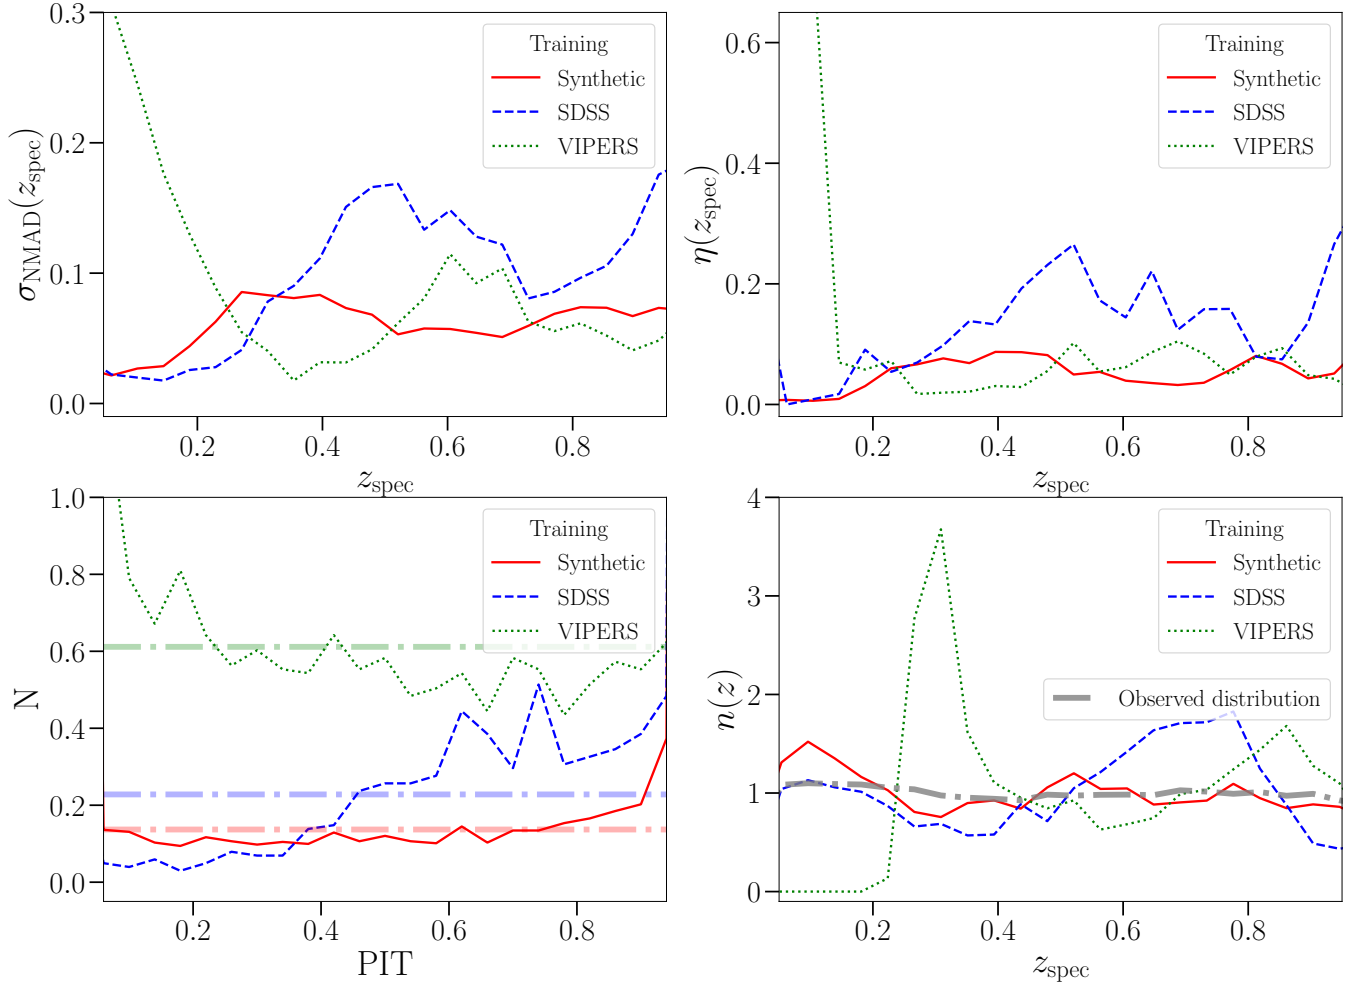 σNMAD(zspec)
0.3
0.2
0.1
0.0
Training
Synthetic
SDSS
VIPERS
0.2 0.4 0.6 0.8
zspec
η(zspec)
0.6
0.4
0.2
0.0
Training
Synthetic
SDSS
VIPERS
0.2 0.4 0.6 0.8
zspec
N
1.0
0.8
0.6
0.4
0.2
0.0
Training
Synthetic
SDSS
VIPERS
0.2 0.4 0.6 0.8
PIT
n(z)
4
3
2
1
0
Training
Synthetic
SDSS
VIPERS
Observed distribution
0.2 0.4 0.6 0.8
zspec